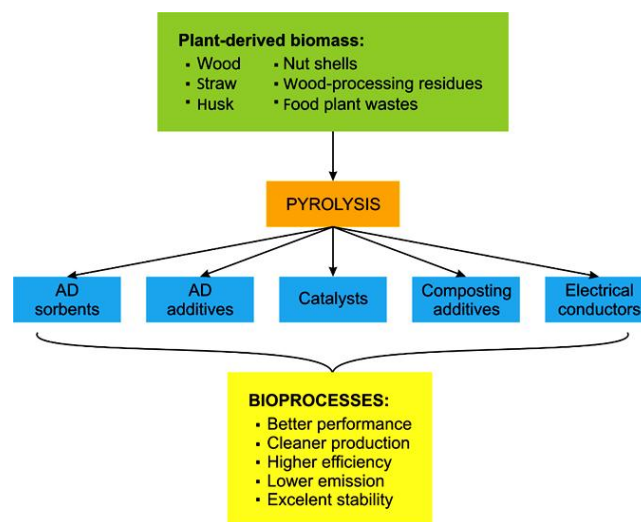 Plant-derived biomass:
▪ Wood ▪ Nut shells
▪ Straw ▪ Wood-processing residues
▪ Husk ▪ Food plant wastes
PYROLYSIS
AD
sorbents
AD
additives
Catalysts
Composting
additives
Electrical
conductors
BIOPROCESSES:
▪ Better performance
▪ Cleaner production
▪ Higher efficiency
▪ Lower emission
▪ Excelent stability